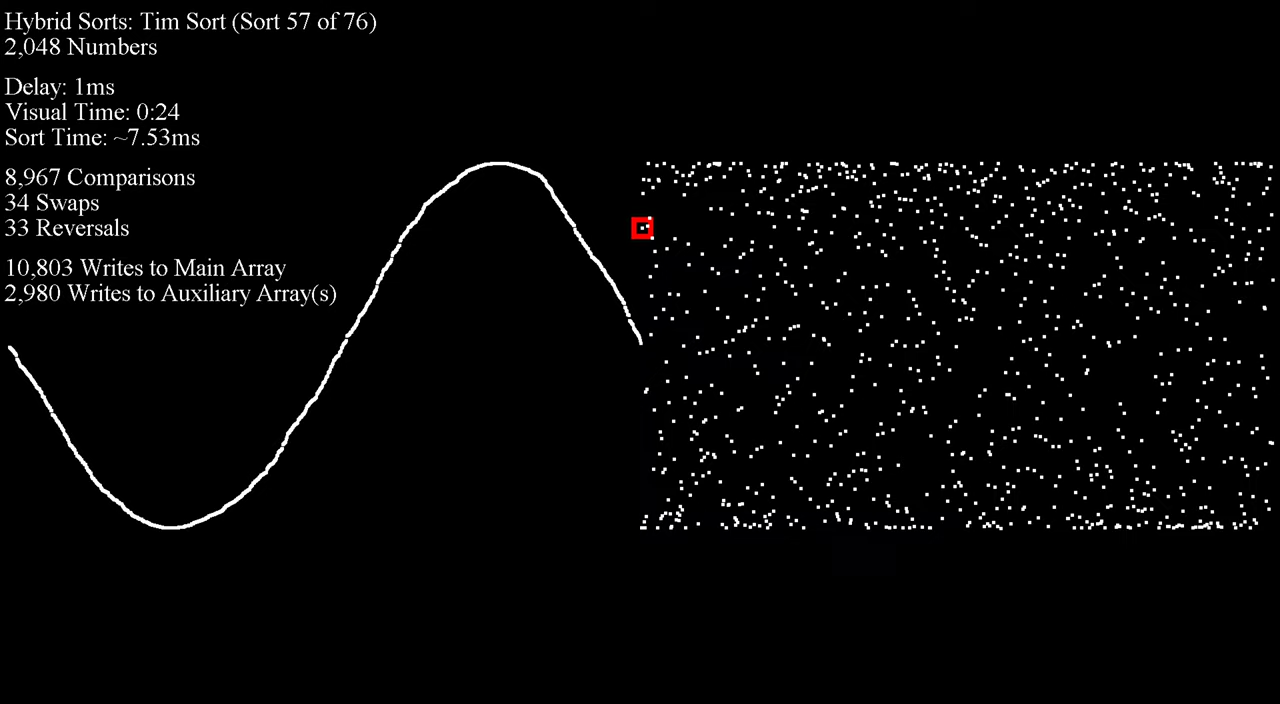 Hybrid Sorts: Tim Sort (Sort 57 of 76)
2,048 Numbers
Delay: 1ms
Visual Time: 0:24
Sort Time: ~7.53ms
8,967 Comparisons
34 Swaps
33 Reversals
10,803 Writes to Main Array
2,980 Writes to Auxiliary Array(s)